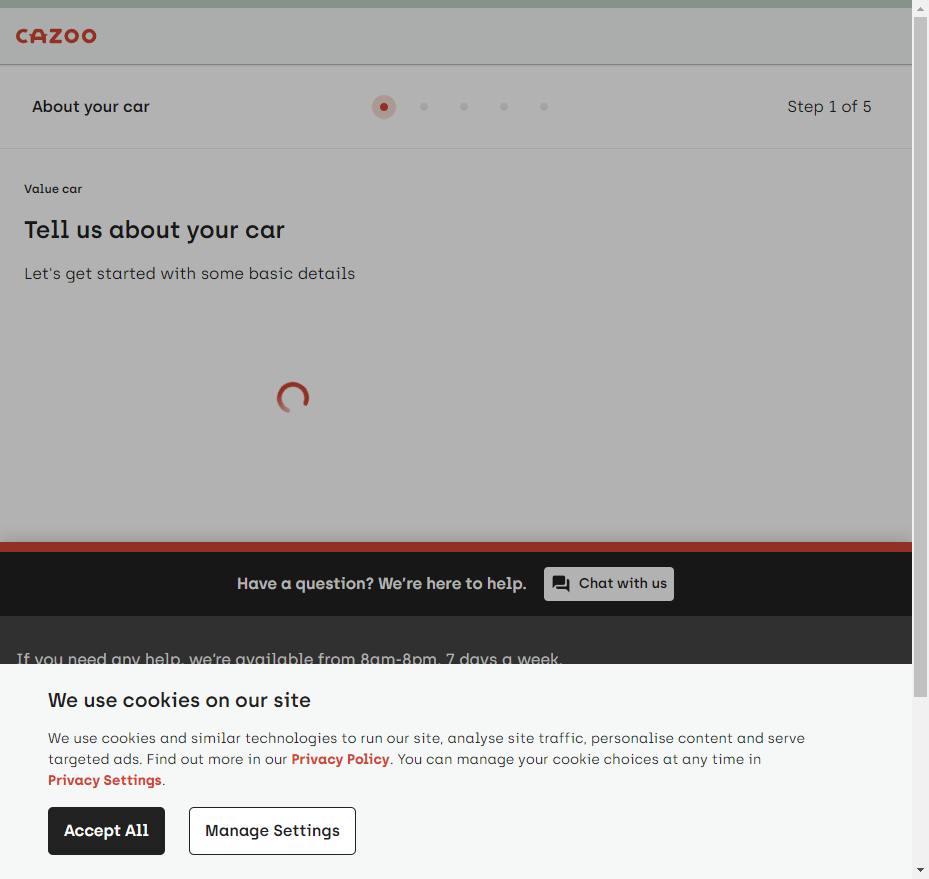 CAZOO
About your car
Step 1 of 5
Value car
Tell us about your car
Let's get started with some basic details
Have a question? We're here to help.
Chat with us
If you need any help, we're available from 8am-8pm, 7 days a week.
We use cookies on our site
We use cookies and similar technologies to run our site, analyse site traffic, personalise content and serve
targeted ads. Find out more in our Privacy Policy. You can manage your cookie choices at any time in
Privacy Settings.
Accept All
Manage Settings